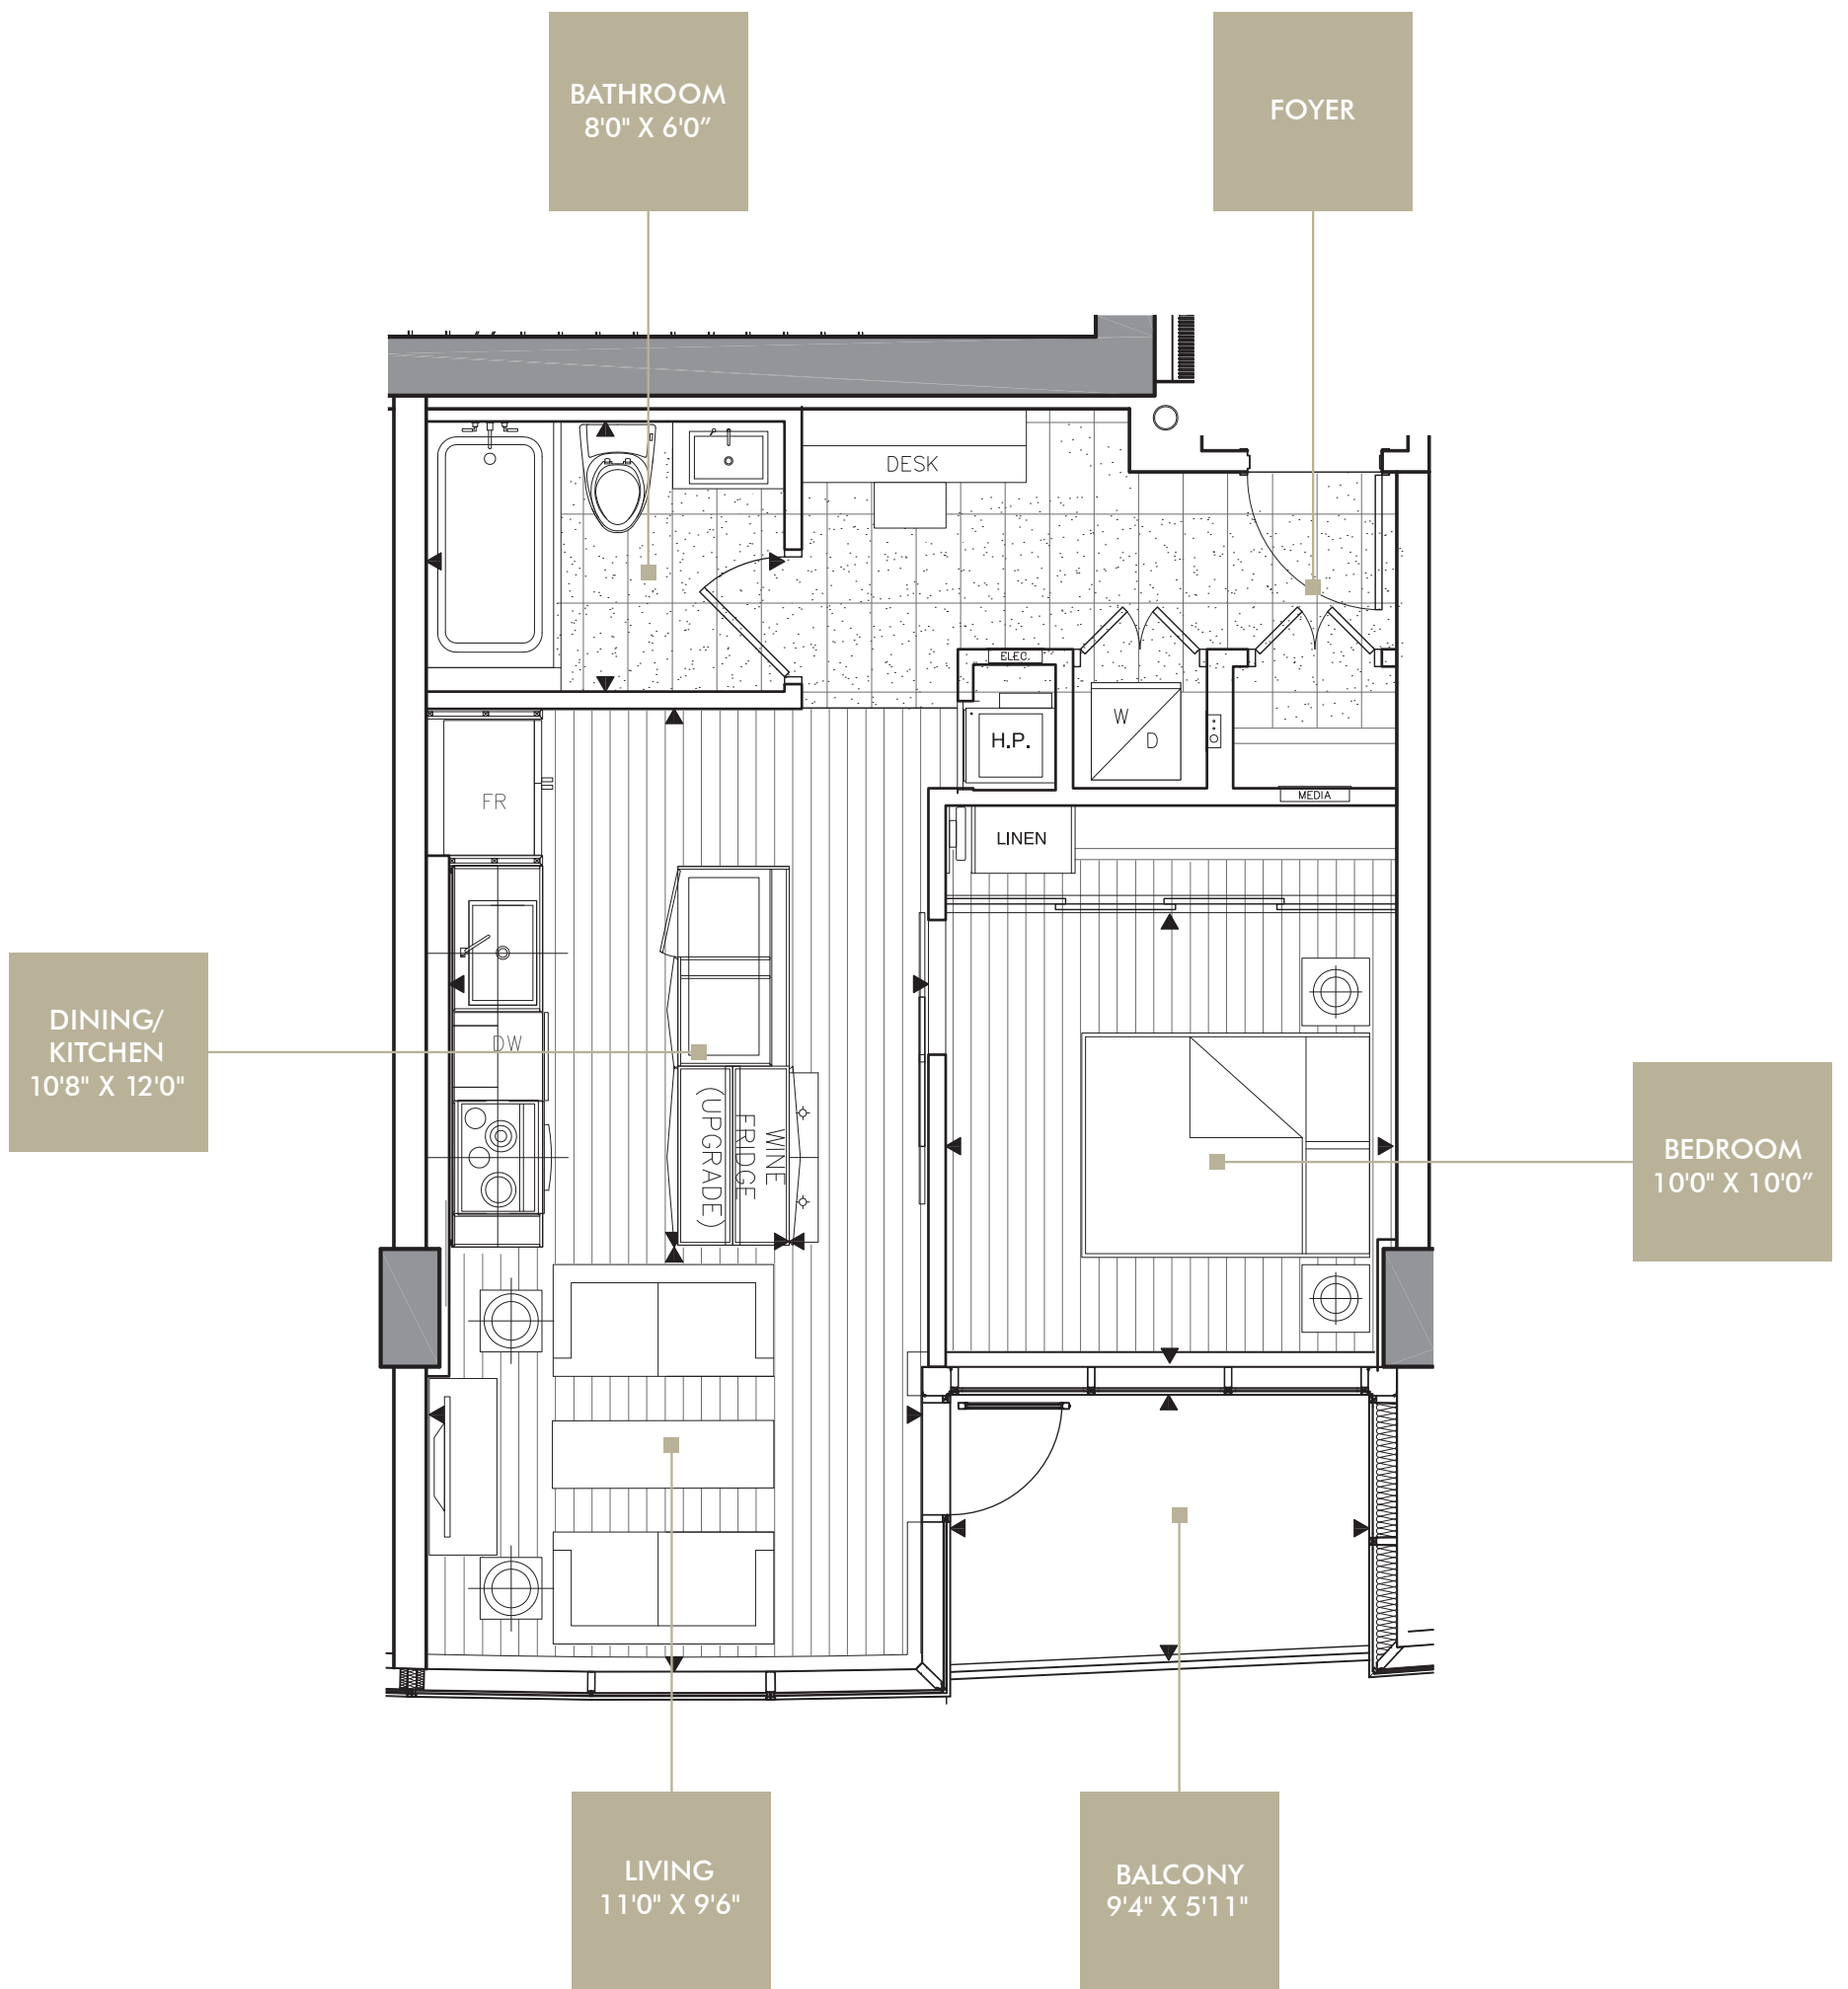 BATHROOM
8'0" X 6'0”
FOYER
DESK
ELEC.
W
D
H.P.
MEDIA
FR
LINEN
DINING/
KITCHEN
10'8" X 12'0"
DW
WINE
FRIDGE
(UPGRADE)
BEDROOM
10'0" X 10'0”
LIVING
11'0" X 9'6"
BALCONY
9'4" X 5'11"